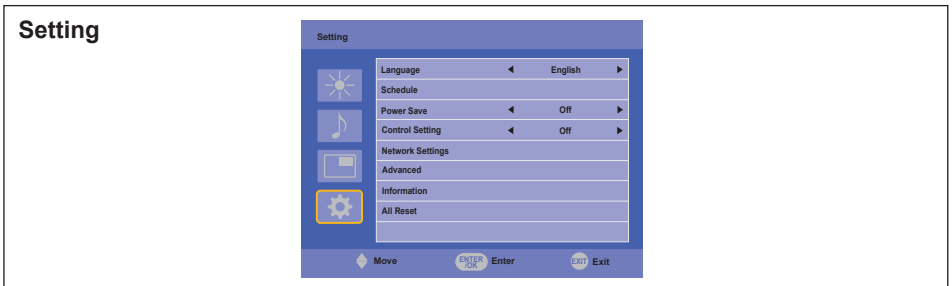 Setting
Setting
Language ◀ English ▶
Schedule
Power Save ◀ Off ▶
Control Setting ◀ Off ▶
Network Settings
Advanced
Information
All Reset
Move ENTER/OK Enter EXIT Exit